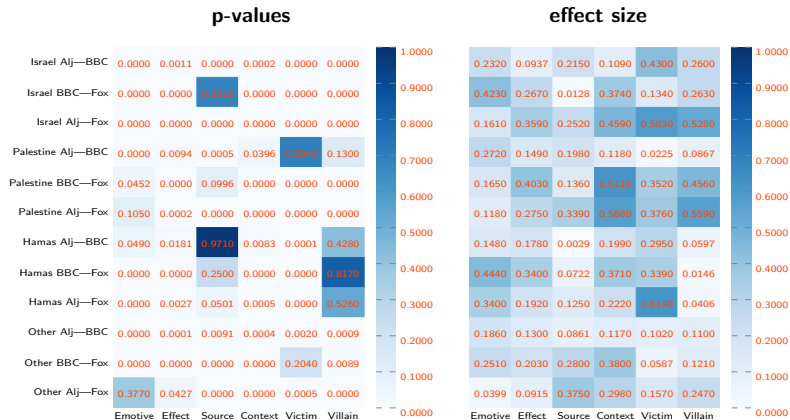 p-values
effect size
Israel Alj—BBC 0.0000 0.0011 0.0000 0.0002 0.0000 0.0000 1.0000 0.2320 0.0937 0.2150 0.1090 0.4300 0.2600 1.0000
0.9000 0.9000
Israel BBC—Fox 0.0000 0.0000 0.0000 0.0000 0.0000 0.4230 0.2670 0.0128 0.3740 0.1340 0.2630
0.8000 0.8000
Israel Alj—Fox 0.0000 0.0000 0.0000 0.0000 0.0000 0.0000 0.1610 0.3590 0.2520 0.4590 0.5280
0.7000 0.7000
Palestine Alj—BBC 0.0000 0.0094 0.0005 0.0396 0.1300 0.2720 0.1490 0.1980 0.1180 0.0225 0.0867
0.6000 0.6000
Palestine BBC—Fox 0.0452 0.0000 0.0996 0.0000 0.0000 0.0000 0.1650 0.4030 0.1360 0.3520 0.4560
0.5000 0.5000
Palestine Alj—Fox 0.1050 0.0002 0.0000 0.0000 0.0000 0.0000 0.1180 0.2750 0.3390 0.5680 0.3760 0.5590
Hamas Alj—BBC 0.0490 0.0181 0.9710 0.0083 0.0001 0.4280 0.1480 0.1780 0.0029 0.1990 0.2950 0.0597
0.4000 0.4000
Hamas BBC—Fox 0.0000 0.0000 0.2500 0.0000 0.0000 0.8170 0.4440 0.3400 0.0722 0.3710 0.3390 0.0146
0.3000 0.3000
Hamas Alj—Fox 0.0000 0.0027 0.0501 0.0005 0.0000 0.5260 0.3400 0.1920 0.1250 0.2220 0.0406
0.2000 0.2000
Other Alj—BBC 0.0000 0.0001 0.0091 0.0004 0.0020 0.0009 0.1860 0.1300 0.0861 0.1170 0.1020 0.1100
0.1000 0.1000
Other BBC—Fox 0.0000 0.0000 0.0000 0.0000 0.2040 0.0089 0.2510 0.2030 0.2800 0.3800 0.0587 0.1210
Other Alj—Fox 0.3770 0.0427 0.0000 0.0000 0.0005 0.0000 0.0399 0.0915 0.3750 0.2980 0.1570 0.2470
0.0000 0.0000
Emotive Effect Source Context Victim Villain Emotive Effect Source Context Victim Villain